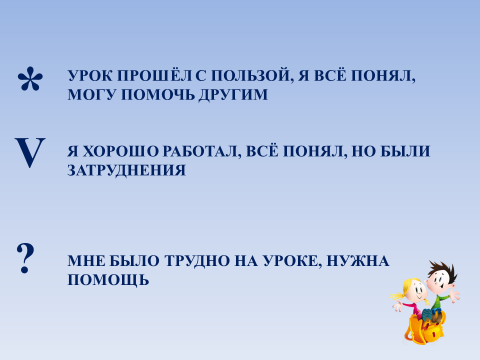 * УРОК ПРОШЁЛ С ПОЛЬЗОЙ, Я ВСЁ ПОНЯЛ,
МОГУ ПОМОЧЬ ДРУГИМ
V Я ХОРОШО РАБОТАЛ, ВСЁ ПОНЯЛ, НО БЫЛИ
ЗАТРУДНЕНИЯ
? МНЕ БЫЛО ТРУДНО НА УРОКЕ, НУЖНА
ПОМОЩЬ